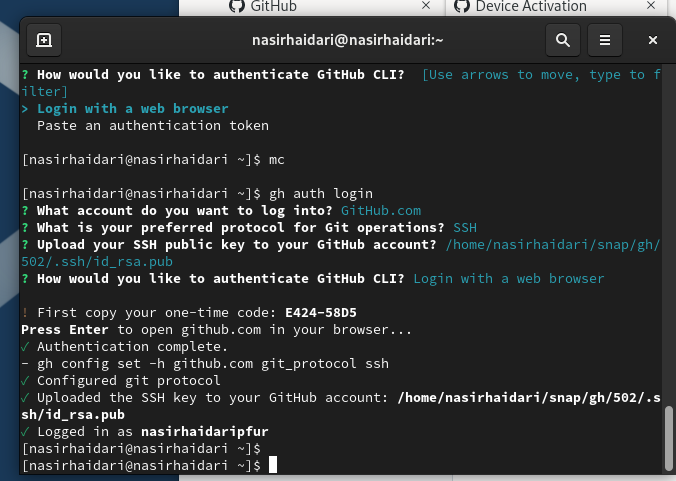 GitHub × Device Activation ×
nasirhaidari@nasirhaidari:~ ×
? How would you like to authenticate GitHub CLI?  [Use arrows to move, type to f
ilter]
> Login with a web browser
  Paste an authentication token
[nasirhaidari@nasirhaidari ~]$ mc
[nasirhaidari@nasirhaidari ~]$ gh auth login
? What account do you want to log into? GitHub.com
? What is your preferred protocol for Git operations? SSH
? Upload your SSH public key to your GitHub account? /home/nasirhaidari/snap/gh/
502/.ssh/id_rsa.pub
? How would you like to authenticate GitHub CLI? Login with a web browser
! First copy your one-time code: E424-58D5
Press Enter to open github.com in your browser...
✓ Authentication complete.
- gh config set -h github.com git_protocol ssh
✓ Configured git protocol
✓ Uploaded the SSH key to your GitHub account: /home/nasirhaidari/snap/gh/502/.s
sh/id_rsa.pub
✓ Logged in as nasirhaidaripfur
[nasirhaidari@nasirhaidari ~]$
[nasirhaidari@nasirhaidari ~]$